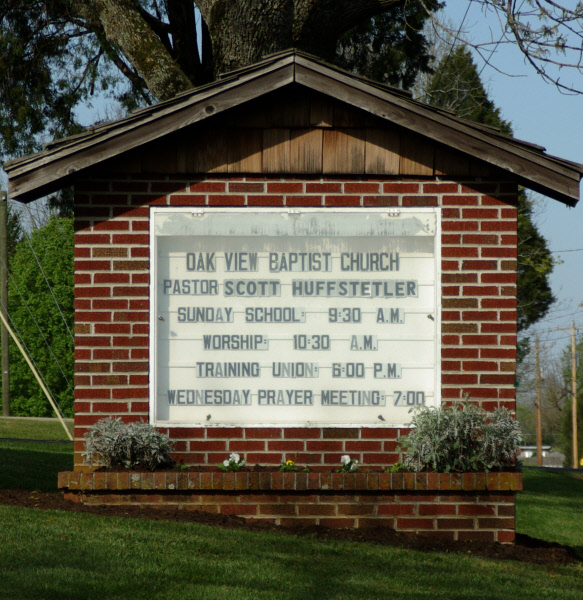 OAK VIEW BAPTIST CHURCH
PASTOR SCOTT HUFFSTETLER
SUNDAY SCHOOL: 9:30 A.M.
WORSHIP: 10:30 A.M.
TRAINING UNION: 6:00 P.M.
WEDNESDAY PRAYER MEETING: 7:00